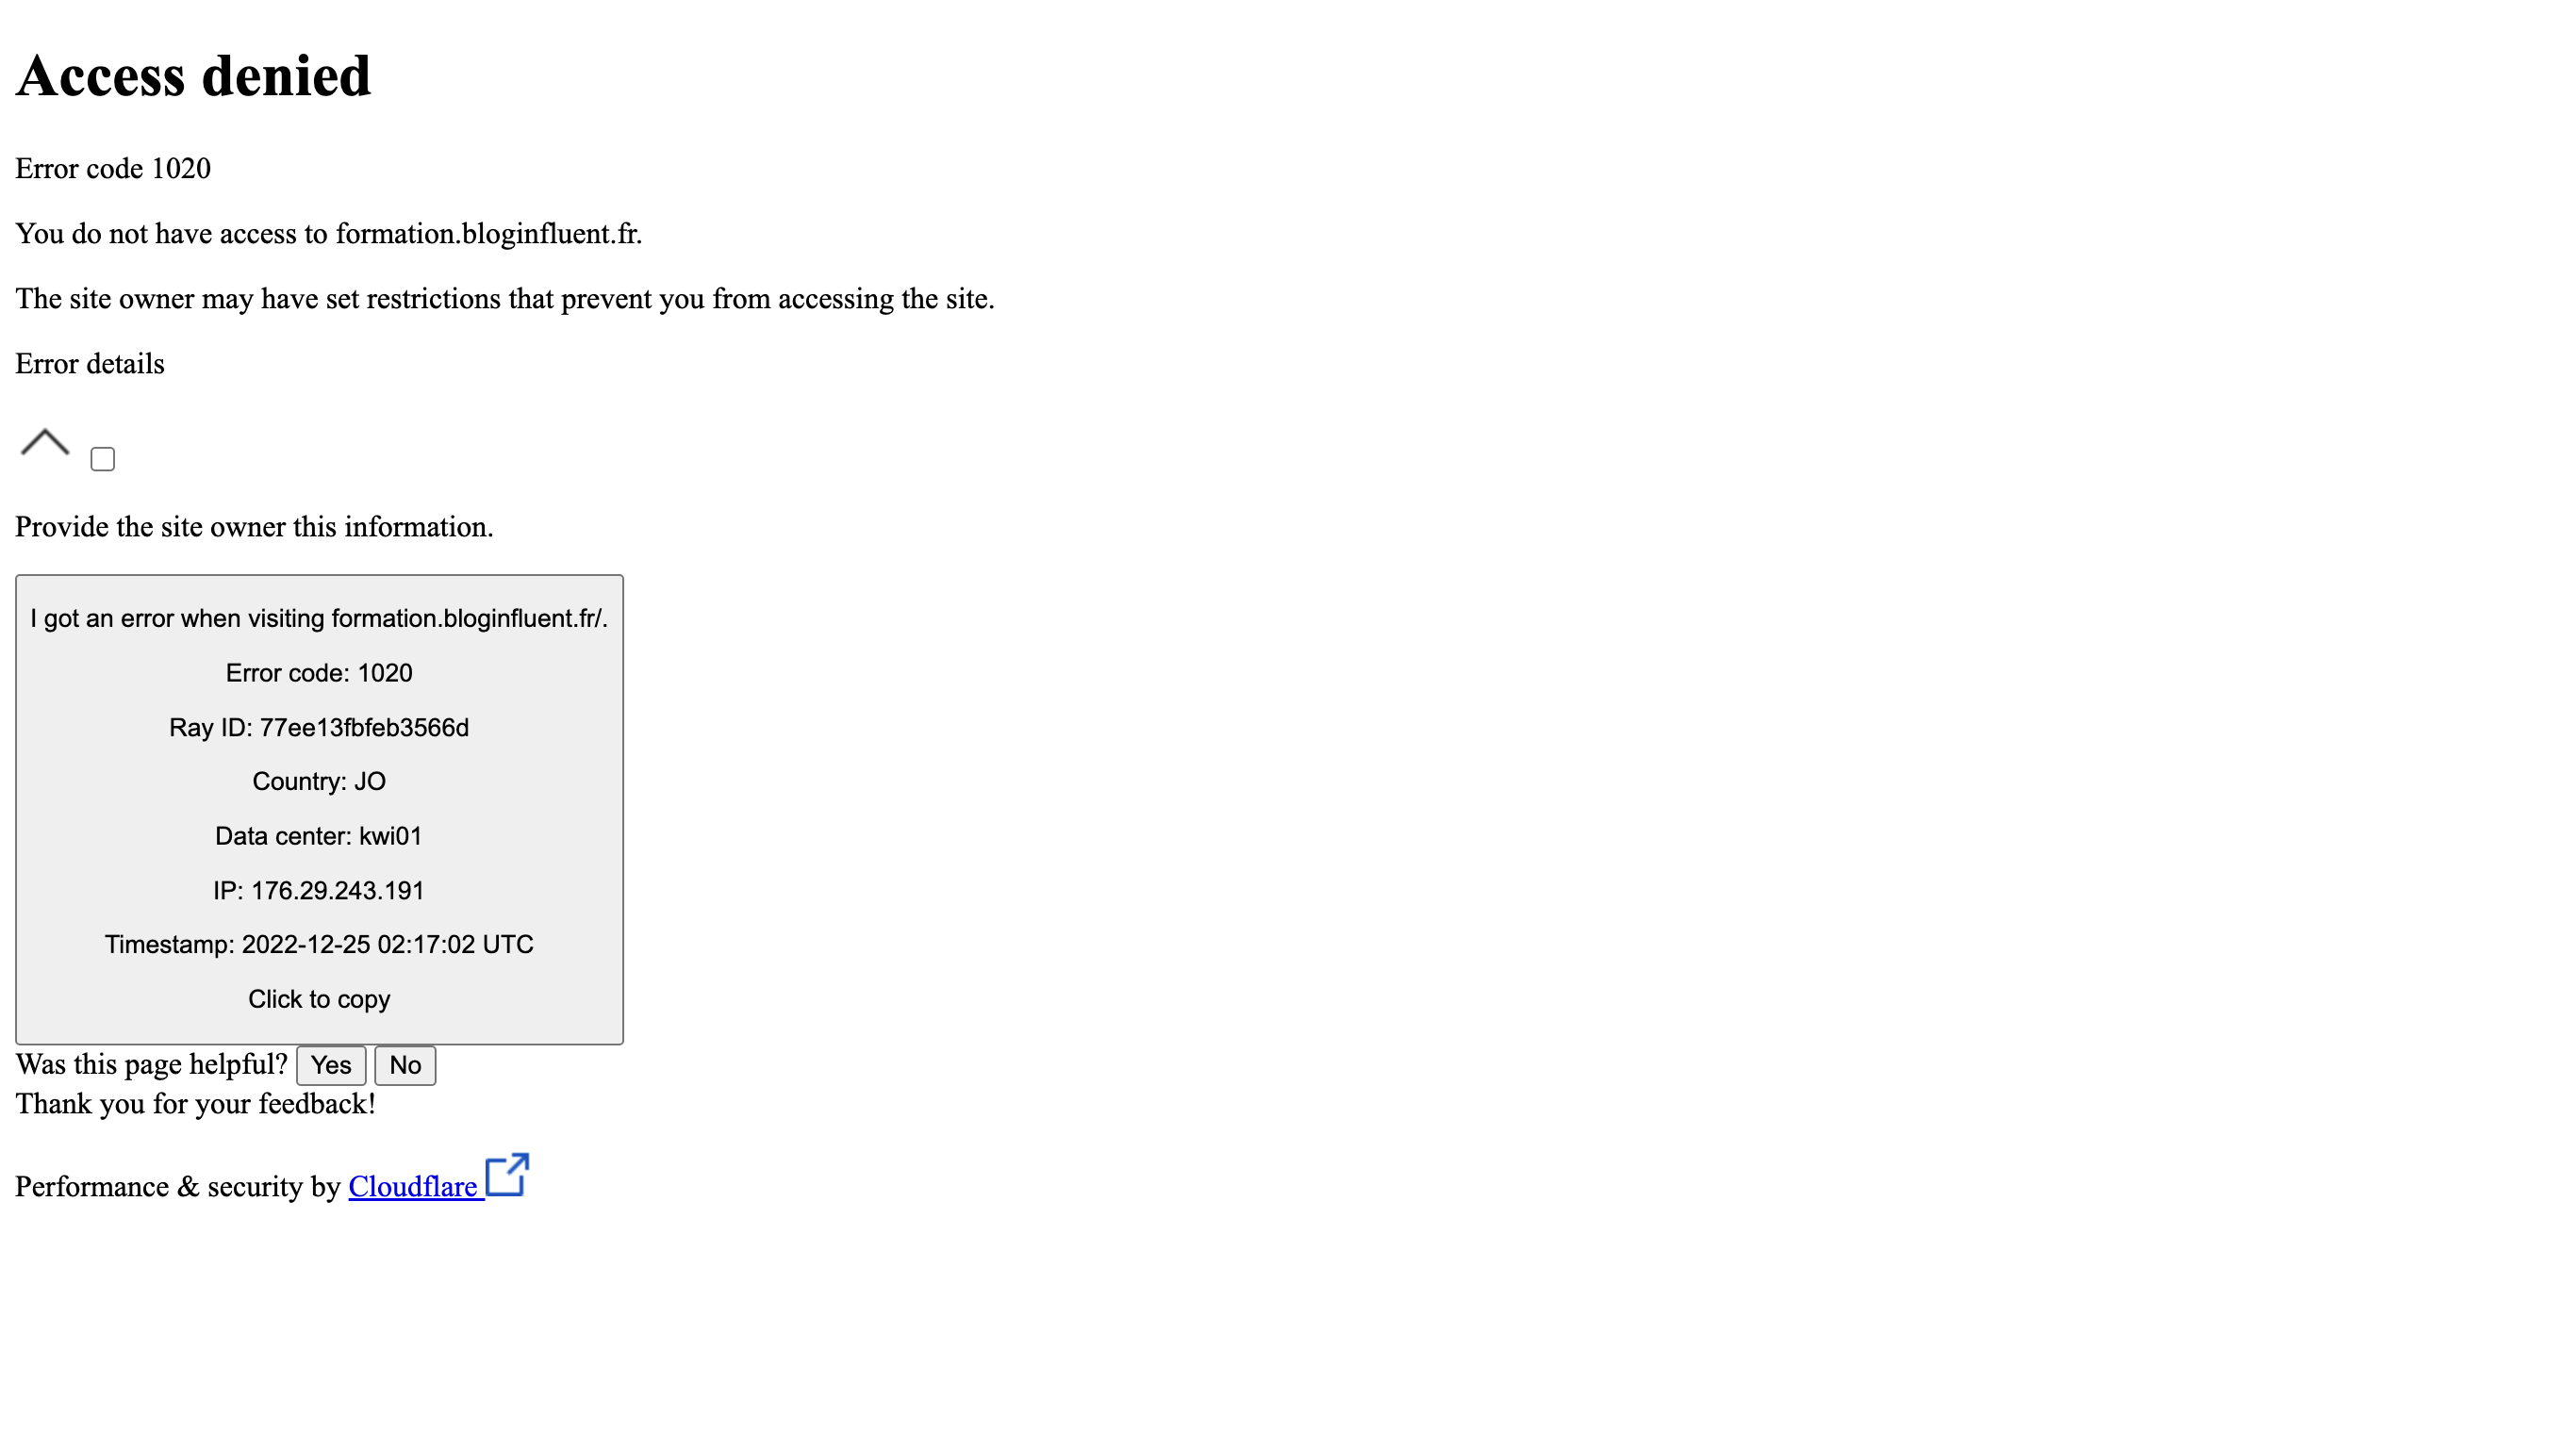 Access denied
Error code 1020
You do not have access to formation.bloginfluent.fr.
The site owner may have set restrictions that prevent you from accessing the site.
Error details
Provide the site owner this information.
I got an error when visiting formation.bloginfluent.fr/.
Error code: 1020
Ray ID: 77ee13fbfeb3566d
Country: JO
Data center: kwi01
IP: 176.29.243.191
Timestamp: 2022-12-25 02:17:02 UTC
Click to copy
Was this page helpful? Yes No
Thank you for your feedback!
Performance & security by Cloudflare